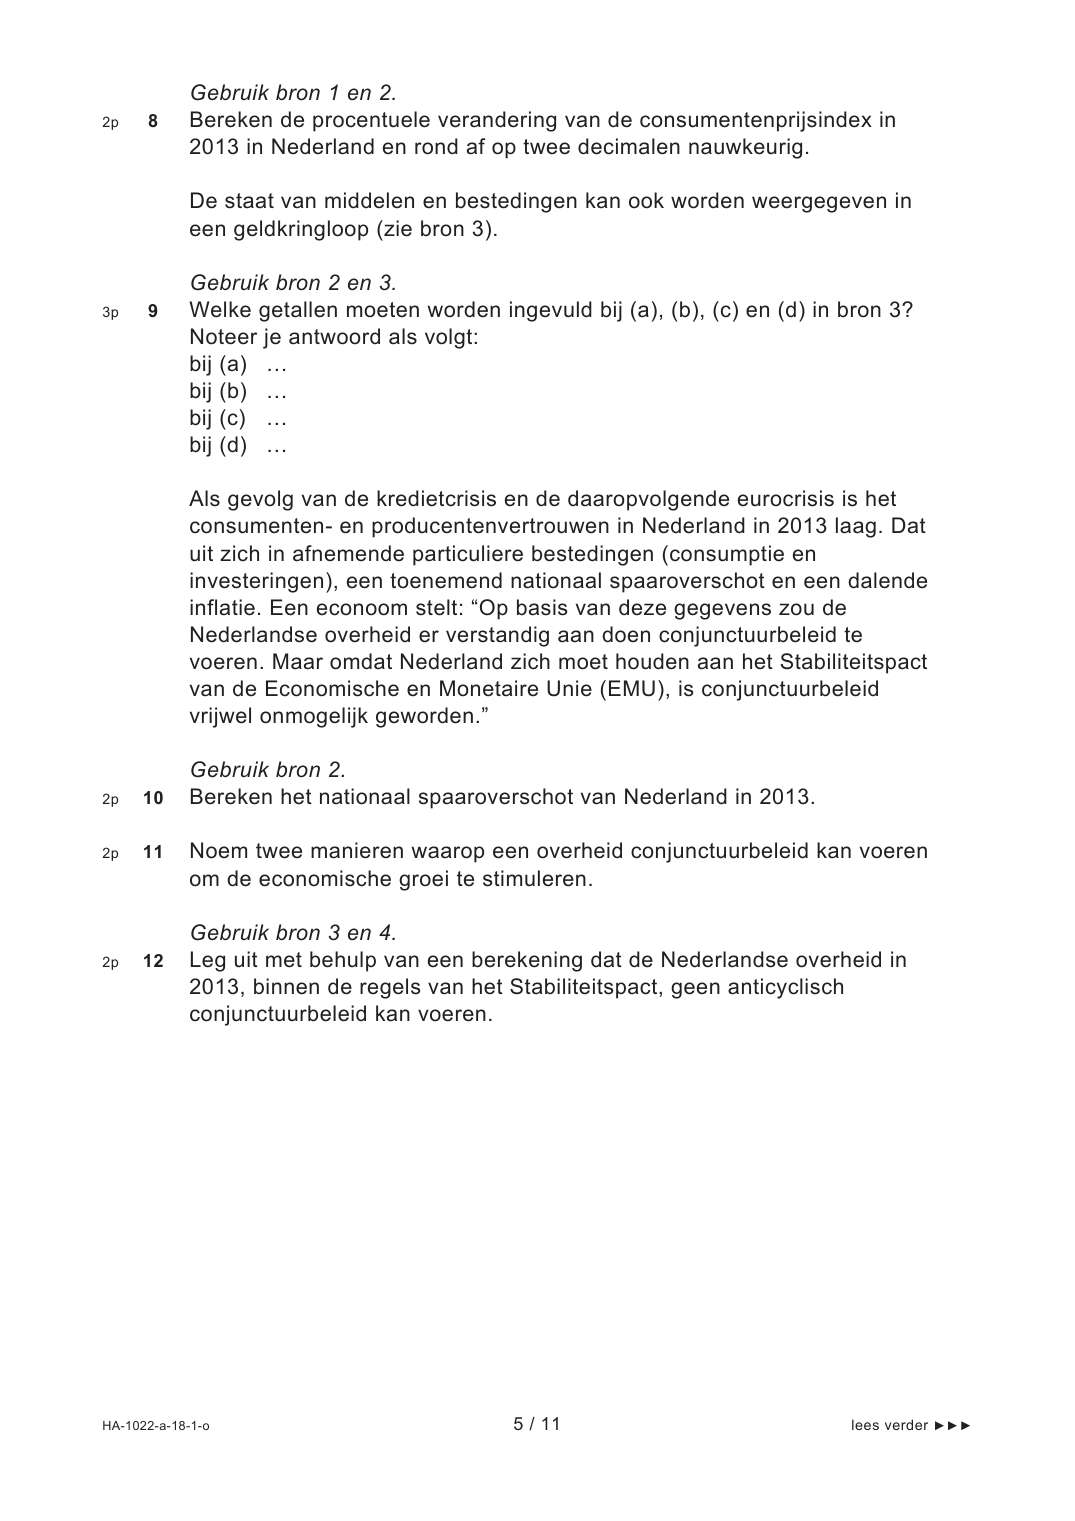 Gebruik bron 1 en 2.
2p 8 Bereken de procentuele verandering van de consumentenprijsindex in
2013 in Nederland en rond af op twee decimalen nauwkeurig.
De staat van middelen en bestedingen kan ook worden weergegeven in
een geldkringloop (zie bron 3).
Gebruik bron 2 en 3.
3p 9 Welke getallen moeten worden ingevuld bij (a), (b), (c) en (d) in bron 3?
Noteer je antwoord als volgt:
bij (a) …
bij (b) …
bij (c) …
bij (d) …
Als gevolg van de kredietcrisis en de daaropvolgende eurocrisis is het
consumenten- en producentenvertrouwen in Nederland in 2013 laag. Dat
uit zich in afnemende particuliere bestedingen (consumptie en
investeringen), een toenemend nationaal spaaroverschot en een dalende
inflatie. Een econoom stelt: “Op basis van deze gegevens zou de
Nederlandse overheid er verstandig aan doen conjunctuurbeleid te
voeren. Maar omdat Nederland zich moet houden aan het Stabiliteitspact
van de Economische en Monetaire Unie (EMU), is conjunctuurbeleid
vrijwel onmogelijk geworden.”
Gebruik bron 2.
2p 10 Bereken het nationaal spaaroverschot van Nederland in 2013.
2p 11 Noem twee manieren waarop een overheid conjunctuurbeleid kan voeren
om de economische groei te stimuleren.
Gebruik bron 3 en 4.
2p 12 Leg uit met behulp van een berekening dat de Nederlandse overheid in
2013, binnen de regels van het Stabiliteitspact, geen anticyclisch
conjunctuurbeleid kan voeren.
HA-1022-a-18-1-o 5 / 11 lees verder ►►►